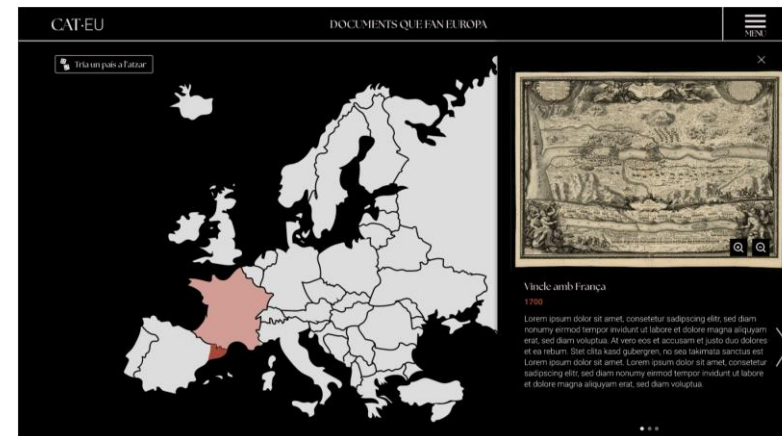 CAT·EU
DOCUMENTS QUE FAN EUROPA
MENU
Tria un país a l'atzar
Vincle amb França
1700
Lorem ipsum dolor sit amet, consetetur sadipscing elitr, sed diam
nonumy eirmod tempor invidunt ut labore et dolore magna aliquyam
erat, sed diam voluptua. At vero eos et accusam et justo duo dolores
et ea rebum. Stet clita kasd gubergren, no sea takimata sanctus est
Lorem ipsum dolor sit amet. Lorem ipsum dolor sit amet, consetetur
sadipscing elitr, sed diam nonumy eirmod tempor invidunt ut labore
et dolore magna aliquyam erat, sed diam voluptua.